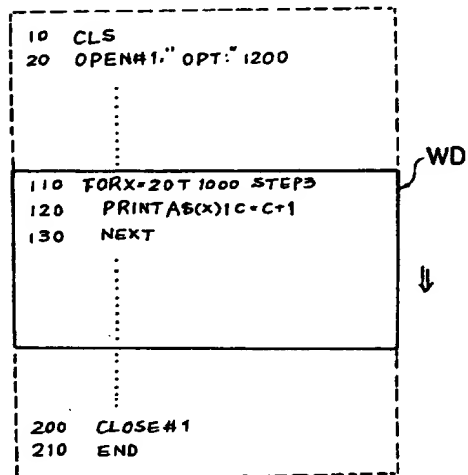 10 CLS
20 OPEN#1," OPT:" 1200
WD
110 FORX=20T 1000 STEP3
120 PRINTA$(X)!C=C+1
130 NEXT
200 CLOSE#1
210 END